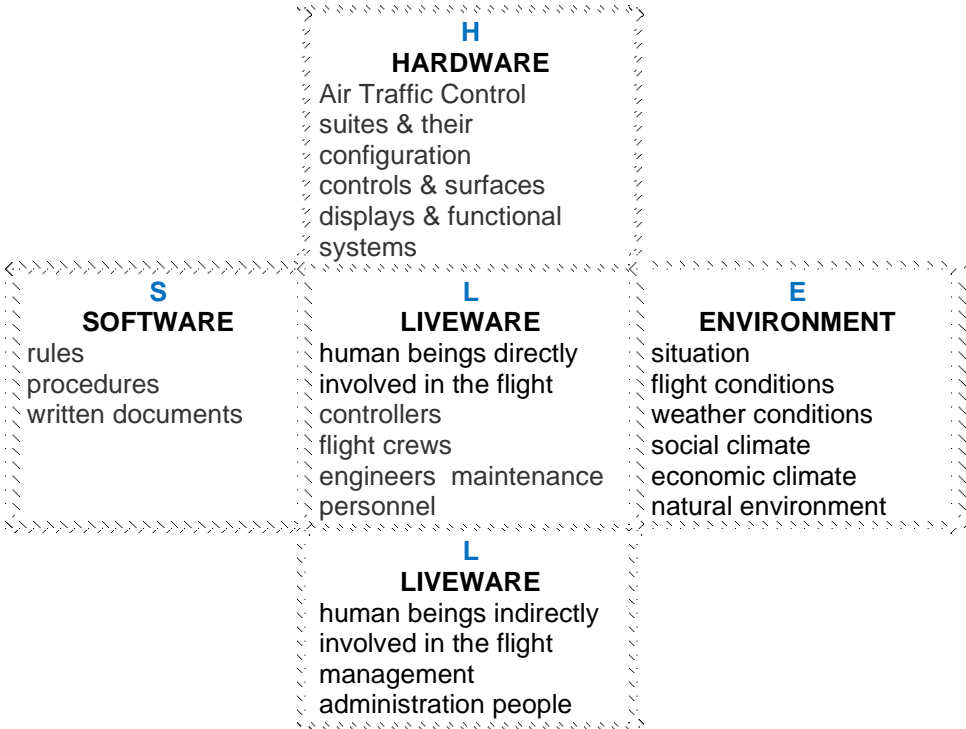 H
HARDWARE
Air Traffic Control
suites & their
configuration
controls & surfaces
displays & functional
systems
S
SOFTWARE
rules
procedures
written documents
L
LIVEWARE
human beings directly
involved in the flight
controllers
flight crews
engineers maintenance
personnel
E
ENVIRONMENT
situation
flight conditions
weather conditions
social climate
economic climate
natural environment
L
LIVEWARE
human beings indirectly
involved in the flight
management
administration people